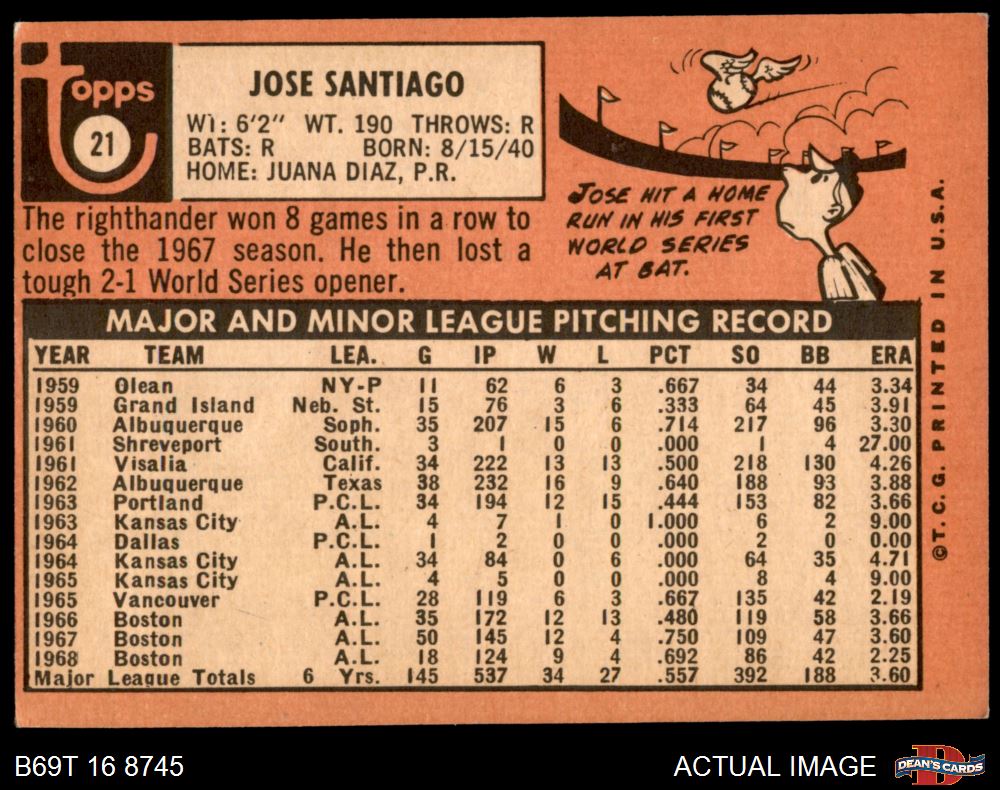 Topps
21
JOSE SANTIAGO
W1: 6'2" WT. 190 THROWS: R
BATS: R BORN: 8/15/40
HOME: JUANA DIAZ, P.R.
The righthander won 8 games in a row to
close the 1967 season. He then lost a
tough 2-1 World Series opener.
JOSE HIT A HOME
RUN IN HIS FIRST
WORLD SERIES
AT BAT.
MAJOR AND MINOR LEAGUE PITCHING RECORD
YEAR TEAM LEA. G IP W L PCT SO BB ERA
1959 Olean NY-P 11 62 6 3 .667 34 44 3.34
1959 Grand Island Neb. St. 15 76 3 6 .333 64 45 3.91
1960 Albuquerque Soph. 35 207 15 6 .714 217 96 3.30
1961 Shreveport South. 3 1 0 0 .000 1 4 27.00
1961 Visalia Calif. 34 222 13 13 .500 218 130 4.26
1962 Albuquerque Texas 38 232 16 9 .640 188 93 3.88
1963 Portland P.C.L. 34 194 12 15 .444 153 82 3.66
1963 Kansas City A.L. 4 7 1 0 1.000 6 2 9.00
1964 Dallas P.C.L. 1 2 0 0 .000 2 0 0.00
1964 Kansas City A.L. 34 84 0 6 .000 64 35 4.71
1965 Kansas City A.L. 4 5 0 0 .000 8 4 9.00
1965 Vancouver P.C.L. 28 119 6 3 .667 135 42 2.19
1966 Boston A.L. 35 172 12 13 .480 119 58 3.66
1967 Boston A.L. 50 145 12 4 .750 109 47 3.60
1968 Boston A.L. 18 124 9 4 .692 86 42 2.25
Major League Totals 6 Yrs. 145 537 34 27 .557 392 188 3.60
©T.C.G. PRINTED IN U.S.A.
B69T 16 8745
ACTUAL IMAGE
DEAN'S CARDS